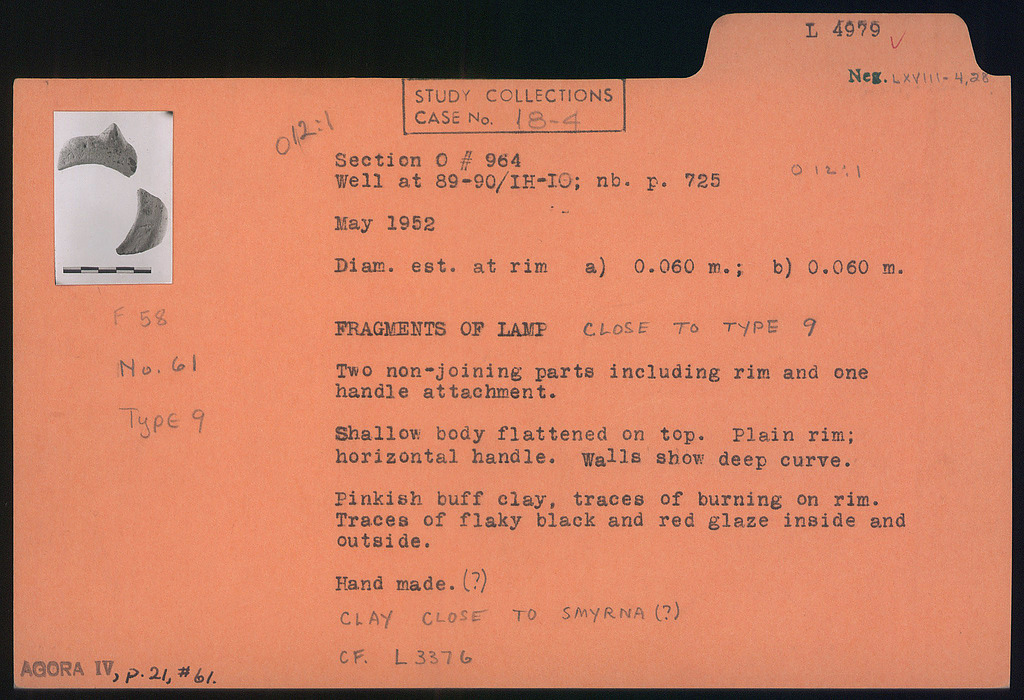 L 4979 ✓
Neg. LXVIII-4,28
STUDY COLLECTIONS
CASE No. 18-4
O12:1
Section O # 964
Well at 89-90/IH-IO; nb. p. 725
O 12:1
May 1952
Diam. est. at rim a) 0.060 m.; b) 0.060 m.
F 58
No. 61
TYPE 9
FRAGMENTS OF LAMP CLOSE TO TYPE 9
Two non-joining parts including rim and one
handle attachment.
Shallow body flattened on top. Plain rim;
horizontal handle. Walls show deep curve.
Pinkish buff clay, traces of burning on rim.
Traces of flaky black and red glaze inside and
outside.
Hand made.(?)
CLAY CLOSE TO SMYRNA (?)
CF. L 3376
AGORA IV, p. 21, #61.